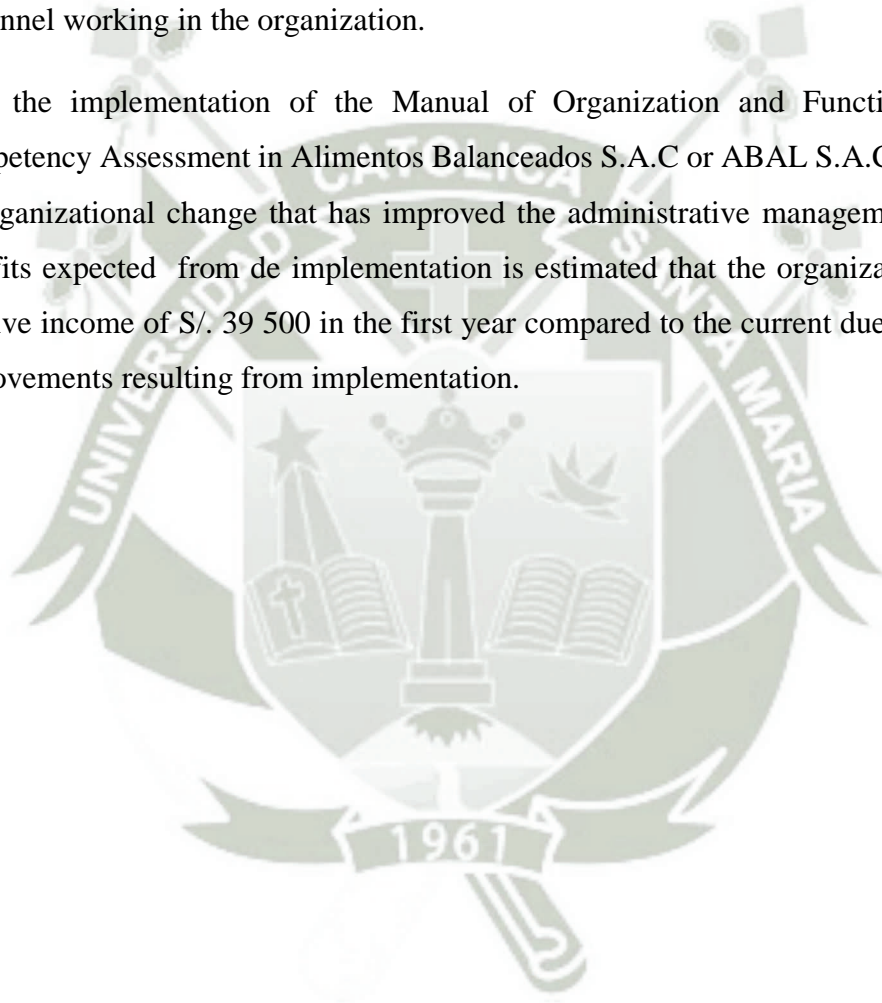 nnel working in the organization.
the implementation of the Manual of Organization and Functi
petency Assessment in Alimentos Balanceados S.A.C or ABAL S.A.C
ganizational change that has improved the administrative managem
fits expected from de implementation is estimated that the organiza
ive income of S/. 39 500 in the first year compared to the current due
ovements resulting from implementation.
UNIVERSIDAD CATOLICA SANTA MARIA
1961